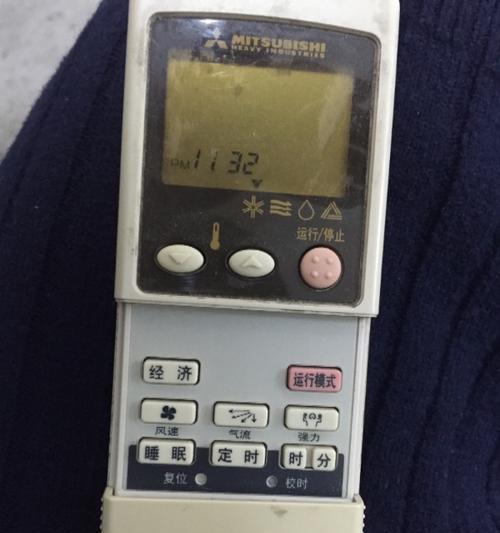 MITSUBISHI
HEAVY INDUSTRIES
PM 11 32
运行/停止
经济
运行模式
风速
气流
强力
睡眠
定时
时 分
复位
校时